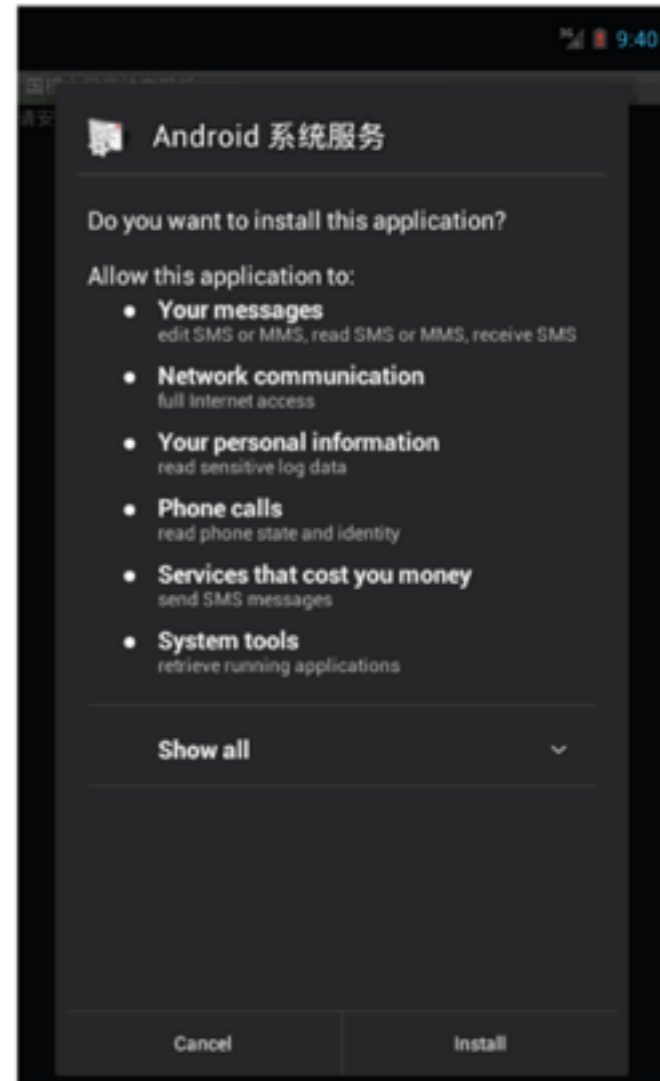 3G 9:40
Android 系统服务
Do you want to install this application?
Allow this application to:
Your messages
edit SMS or MMS, read SMS or MMS, receive SMS
Network communication
full Internet access
Your personal information
read sensitive log data
Phone calls
read phone state and identity
Services that cost you money
send SMS messages
System tools
retrieve running applications
Show all
Cancel
Install